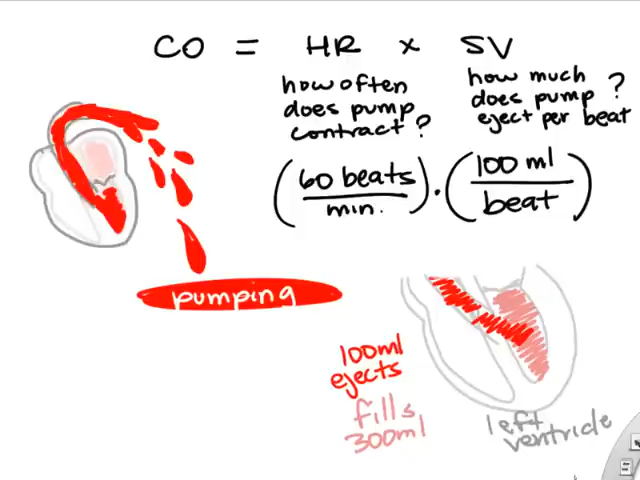 CO = HR x SV
how often
does pump
contract?
how much
does pump ?
eject per beat
(60 beats/min.) · (100 ml/beat)
pumping
100ml
ejects
fills
300ml
left
ventricle